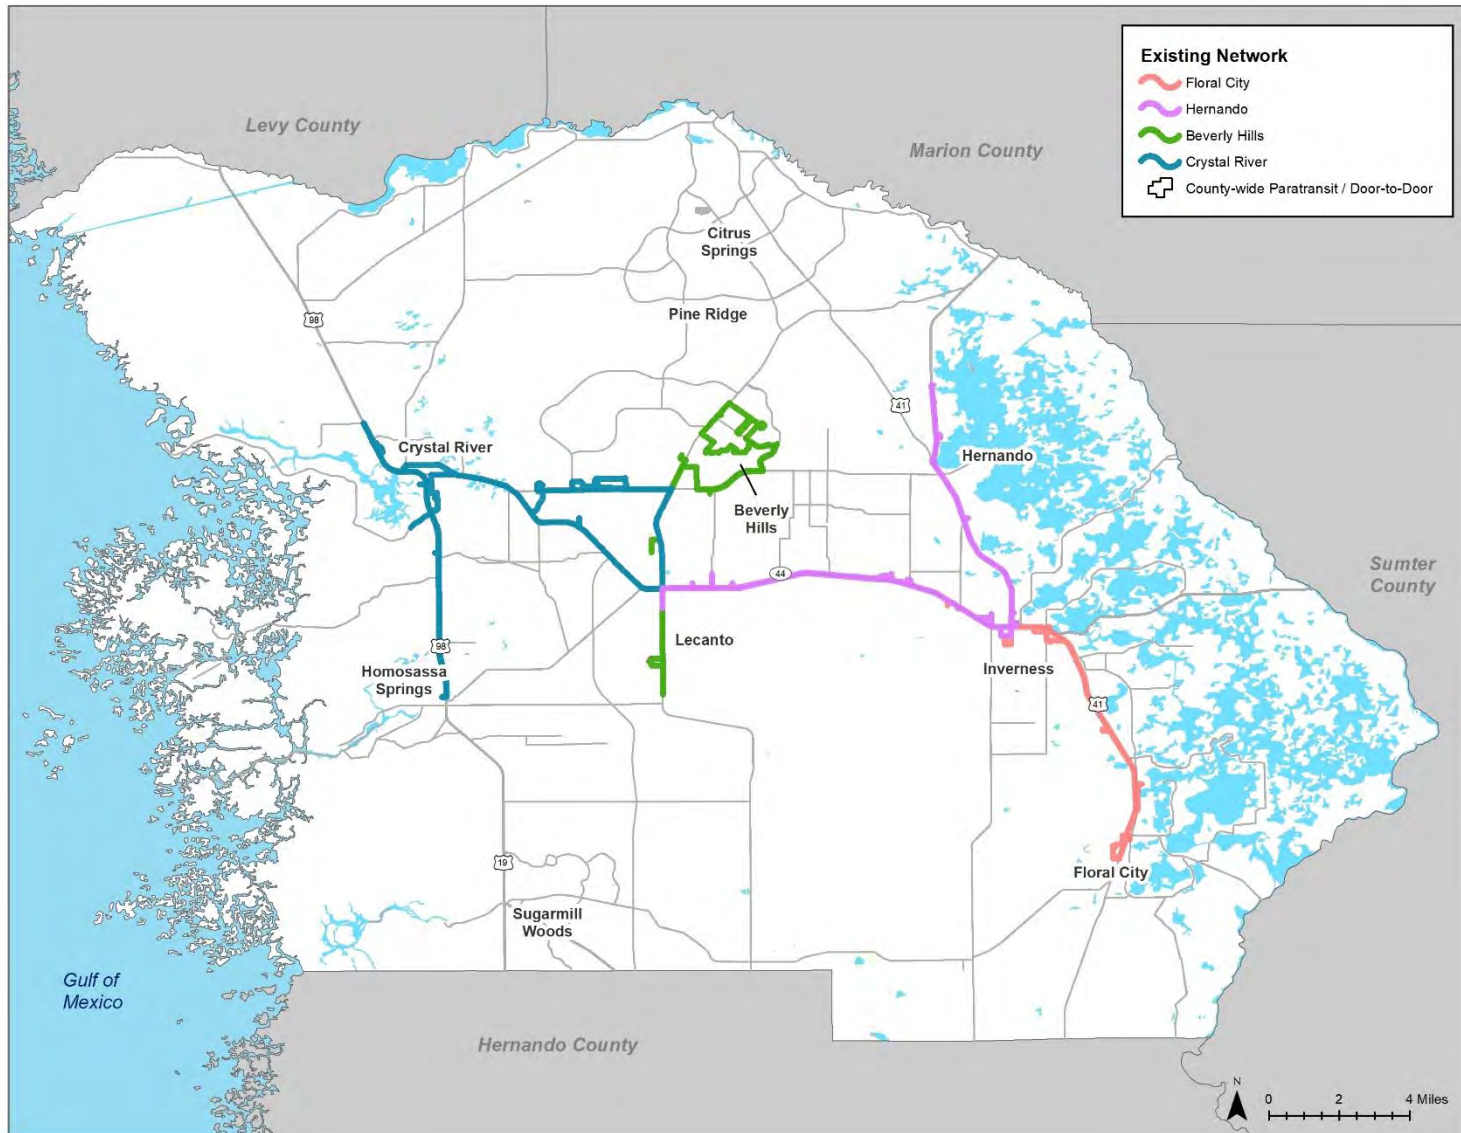 Existing Network
Floral City
Hernando
Beverly Hills
Crystal River
County-wide Paratransit / Door-to-Door
Levy County
Marion County
Citrus
Springs
Pine Ridge
98
41
Crystal River
Hernando
Beverly
Hills
44
Sumter
County
Lecanto
98
Homosassa
Springs
Inverness
41
19
Floral City
Sugarmill
Woods
Gulf of
Mexico
Hernando County
N
0 2 4 Miles